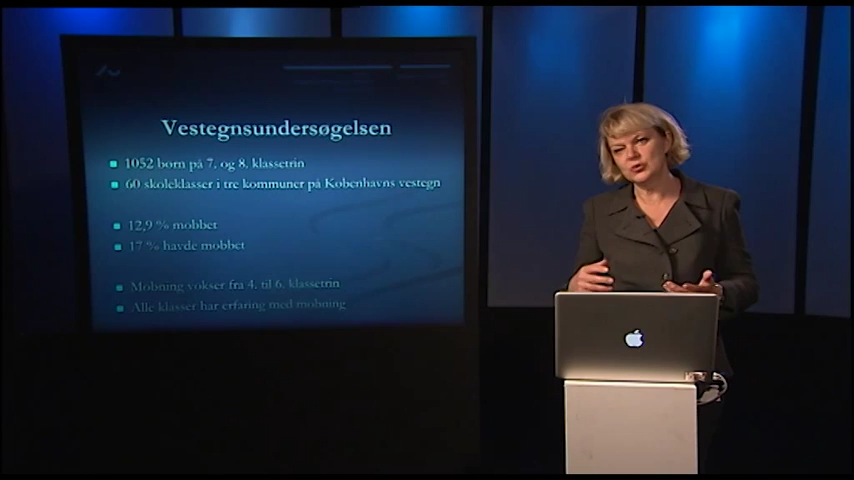 Vestegnsundersøgelsen
1052 børn på 7. og 8. klassetrin
60 skoleklasser i tre kommuner på Københavns vestegn
12,9 % mobbet
17 % havde mobbet
Mobning vokser fra 4. til 6. klassetrin
Alle klasser har erfaring med mobning